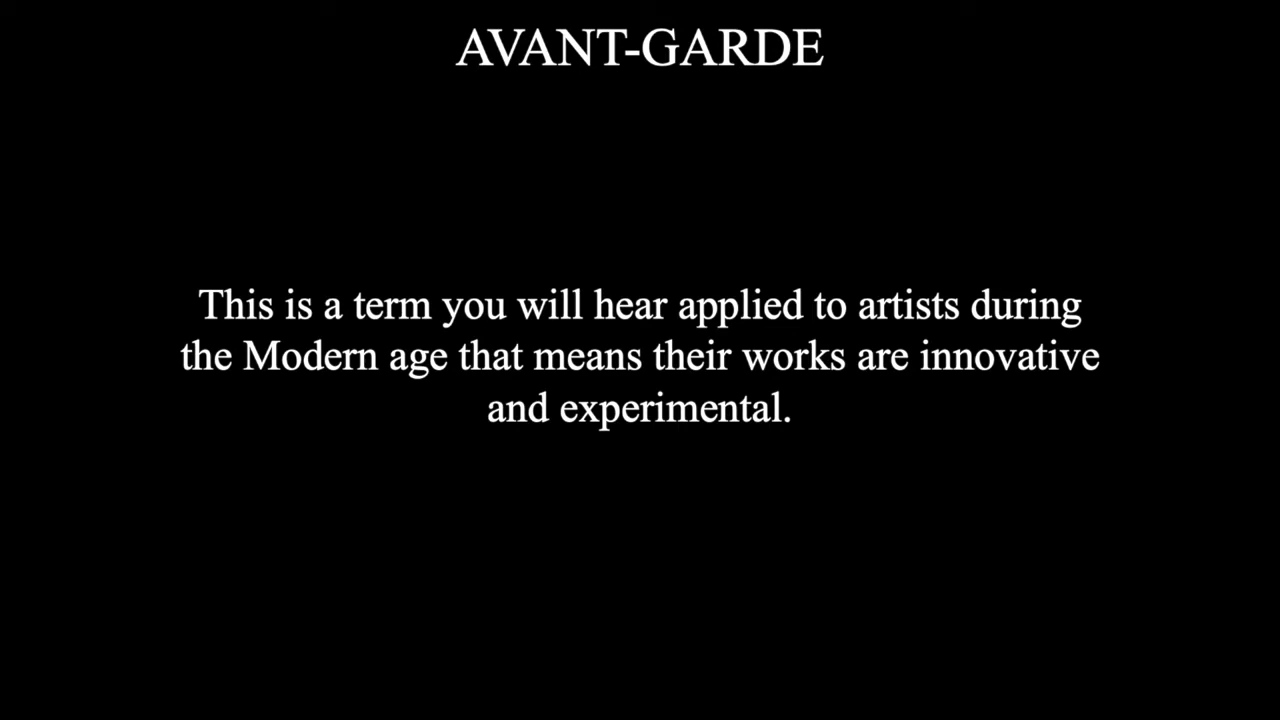 AVANT-GARDE
This is a term you will hear applied to artists during
the Modern age that means their works are innovative
and experimental.